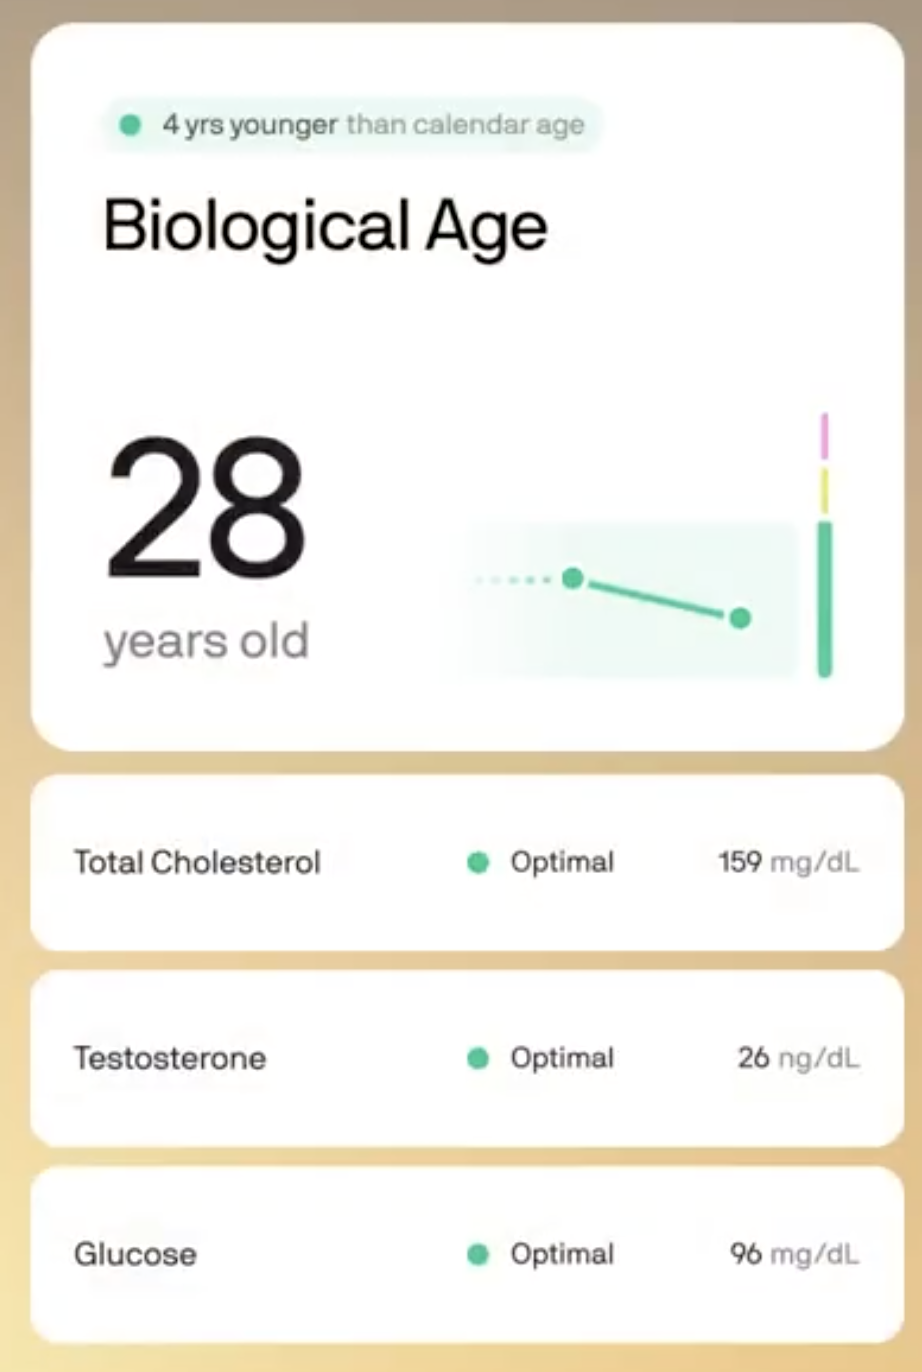 4 yrs younger than calendar age
Biological Age
28
years old
Total Cholesterol Optimal 159 mg/dL
Testosterone Optimal 26 ng/dL
Glucose Optimal 96 mg/dL